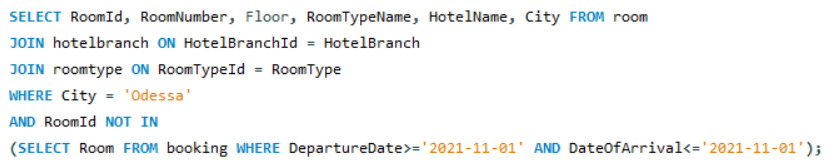 SELECT RoomId, RoomNumber, Floor, RoomTypeName, HotelName, City FROM room
JOIN hotelbranch ON HotelBranchId = HotelBranch
JOIN roomtype ON RoomTypeId = RoomType
WHERE City = 'Odessa'
AND RoomId NOT IN
(SELECT Room FROM booking WHERE DepartureDate>='2021-11-01' AND DateOfArrival<='2021-11-01');